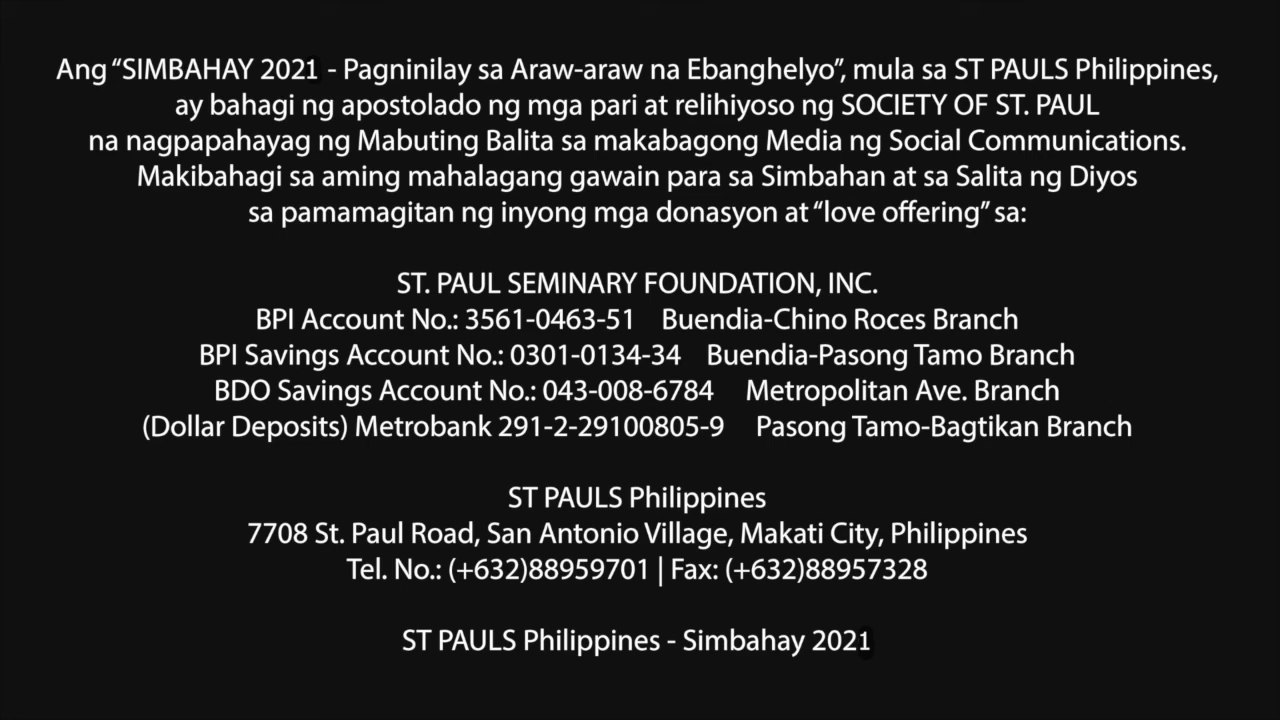 Ang “SIMBAHAY 2021 - Pagninilay sa Araw-araw na Ebanghelyo”, mula sa ST PAULS Philippines,
ay bahagi ng apostolado ng mga pari at relihiyoso ng SOCIETY OF ST. PAUL
na nagpapahayag ng Mabuting Balita sa makabagong Media ng Social Communications.
Makibahagi sa aming mahalagang gawain para sa Simbahan at sa Salita ng Diyos
sa pamamagitan ng inyong mga donasyon at “love offering” sa:
ST. PAUL SEMINARY FOUNDATION, INC.
BPI Account No.: 3561-0463-51 Buendia-Chino Roces Branch
BPI Savings Account No.: 0301-0134-34 Buendia-Pasong Tamo Branch
BDO Savings Account No.: 043-008-6784 Metropolitan Ave. Branch
(Dollar Deposits) Metrobank 291-2-29100805-9 Pasong Tamo-Bagtikan Branch
ST PAULS Philippines
7708 St. Paul Road, San Antonio Village, Makati City, Philippines
Tel. No.: (+632)88959701 | Fax: (+632)88957328
ST PAULS Philippines - Simbahay 2021